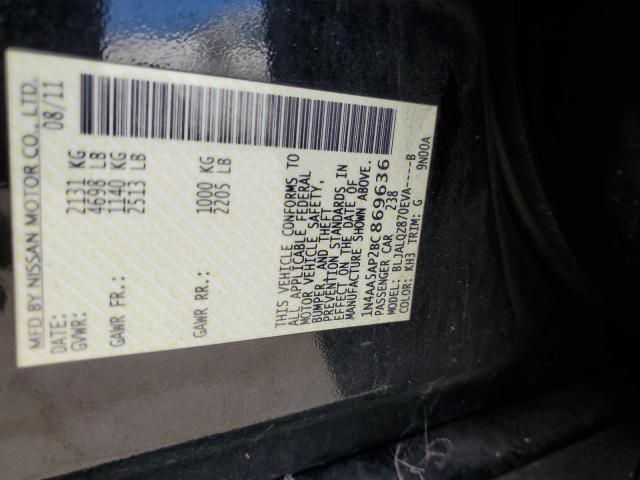 MFD BY NISSAN MOTOR CO., LTD.
DATE: 08/11
GVWR: 2131 KG
4698 LB
GAWR FR.: 1140 KG
2513 LB
GAWR RR.: 1000 KG
2205 LB
THIS VEHICLE CONFORMS TO
ALL APPLICABLE FEDERAL
MOTOR VEHICLE SAFETY,
BUMPER, AND THEFT
PREVENTION STANDARDS IN
EFFECT ON THE DATE OF
MANUFACTURE SHOWN ABOVE.
1N4AA5AP2BC869636
PASSENGER CAR 238
MODEL: BLJALQZ870EVA----B
COLOR: KH3 TRIM: G 9N00A